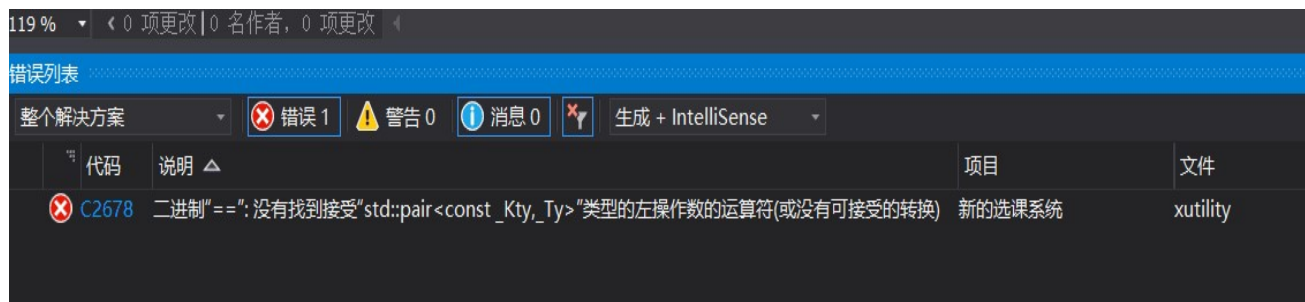 119 % 0 项更改|0 名作者，0 项更改
错误列表
整个解决方案 错误 1 警告 0 消息 0 生成 + IntelliSense
代码 说明 项目 文件
C2678 二进制“==”: 没有找到接受“std::pair<const _Kty,_Ty>”类型的左操作数的运算符(或没有可接受的转换) 新的选课系统 xutility